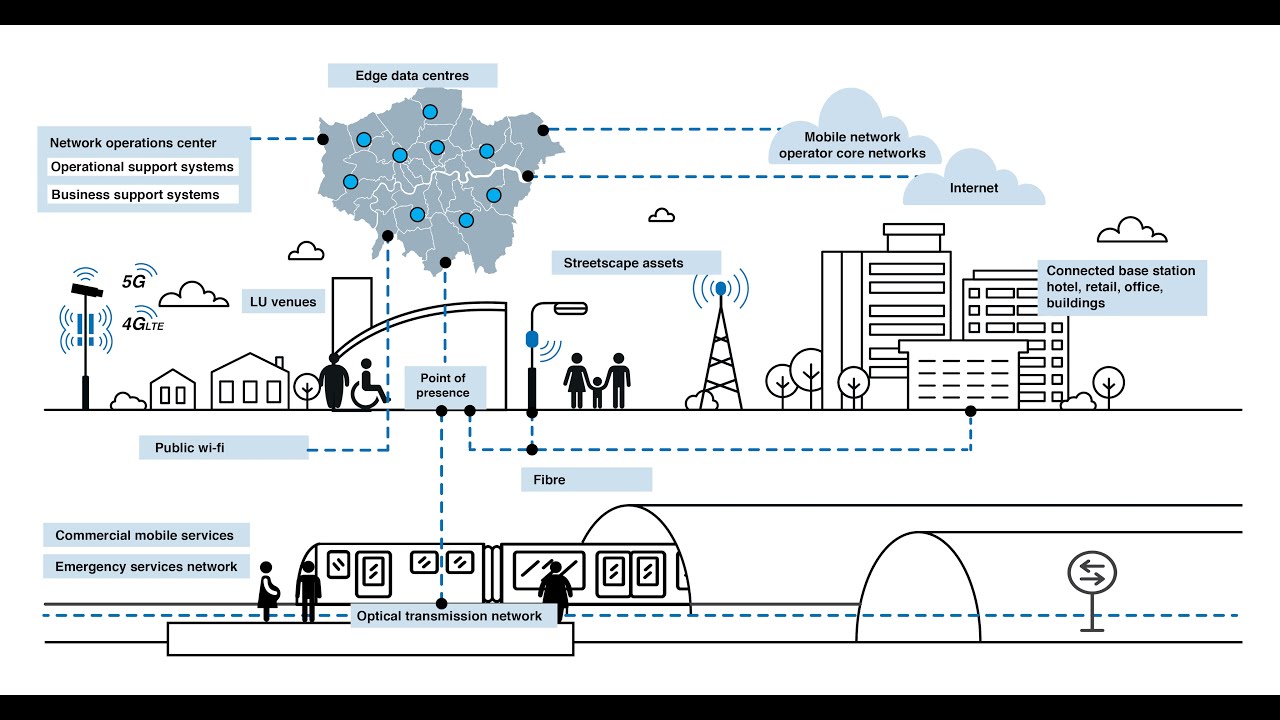 Edge data centres
Network operations center
Operational support systems
Business support systems
Mobile network
operator core networks
Internet
Streetscape assets
Connected base station
hotel, retail, office,
buildings
5G
4GLTE
LU venues
Point of
presence
Public wi-fi
Fibre
Commercial mobile services
Emergency services network
Optical transmission network